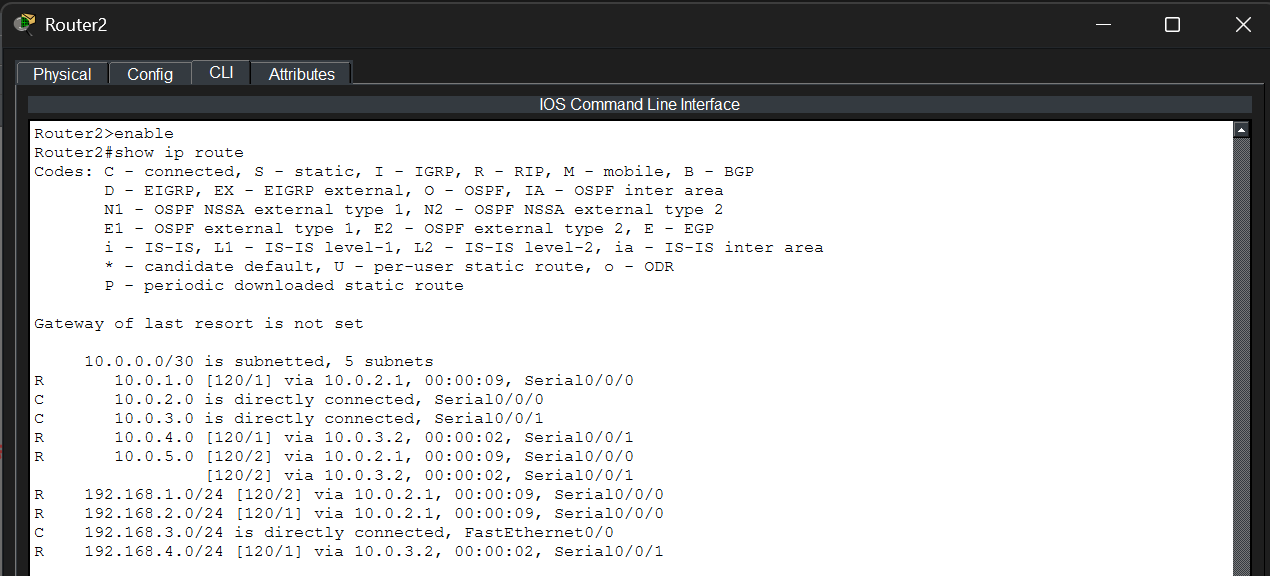 Router2
Physical Config CLI Attributes
IOS Command Line Interface
Router2>enable
Router2#show ip route
Codes: C - connected, S - static, I - IGRP, R - RIP, M - mobile, B - BGP
       D - EIGRP, EX - EIGRP external, O - OSPF, IA - OSPF inter area
       N1 - OSPF NSSA external type 1, N2 - OSPF NSSA external type 2
       E1 - OSPF external type 1, E2 - OSPF external type 2, E - EGP
       i - IS-IS, L1 - IS-IS level-1, L2 - IS-IS level-2, ia - IS-IS inter area
       * - candidate default, U - per-user static route, o - ODR
       P - periodic downloaded static route
Gateway of last resort is not set
     10.0.0.0/30 is subnetted, 5 subnets
R       10.0.1.0 [120/1] via 10.0.2.1, 00:00:09, Serial0/0/0
C       10.0.2.0 is directly connected, Serial0/0/0
C       10.0.3.0 is directly connected, Serial0/0/1
R       10.0.4.0 [120/1] via 10.0.3.2, 00:00:02, Serial0/0/1
R       10.0.5.0 [120/2] via 10.0.2.1, 00:00:09, Serial0/0/0
                 [120/2] via 10.0.3.2, 00:00:02, Serial0/0/1
R    192.168.1.0/24 [120/2] via 10.0.2.1, 00:00:09, Serial0/0/0
R    192.168.2.0/24 [120/1] via 10.0.2.1, 00:00:09, Serial0/0/0
C    192.168.3.0/24 is directly connected, FastEthernet0/0
R    192.168.4.0/24 [120/1] via 10.0.3.2, 00:00:02, Serial0/0/1